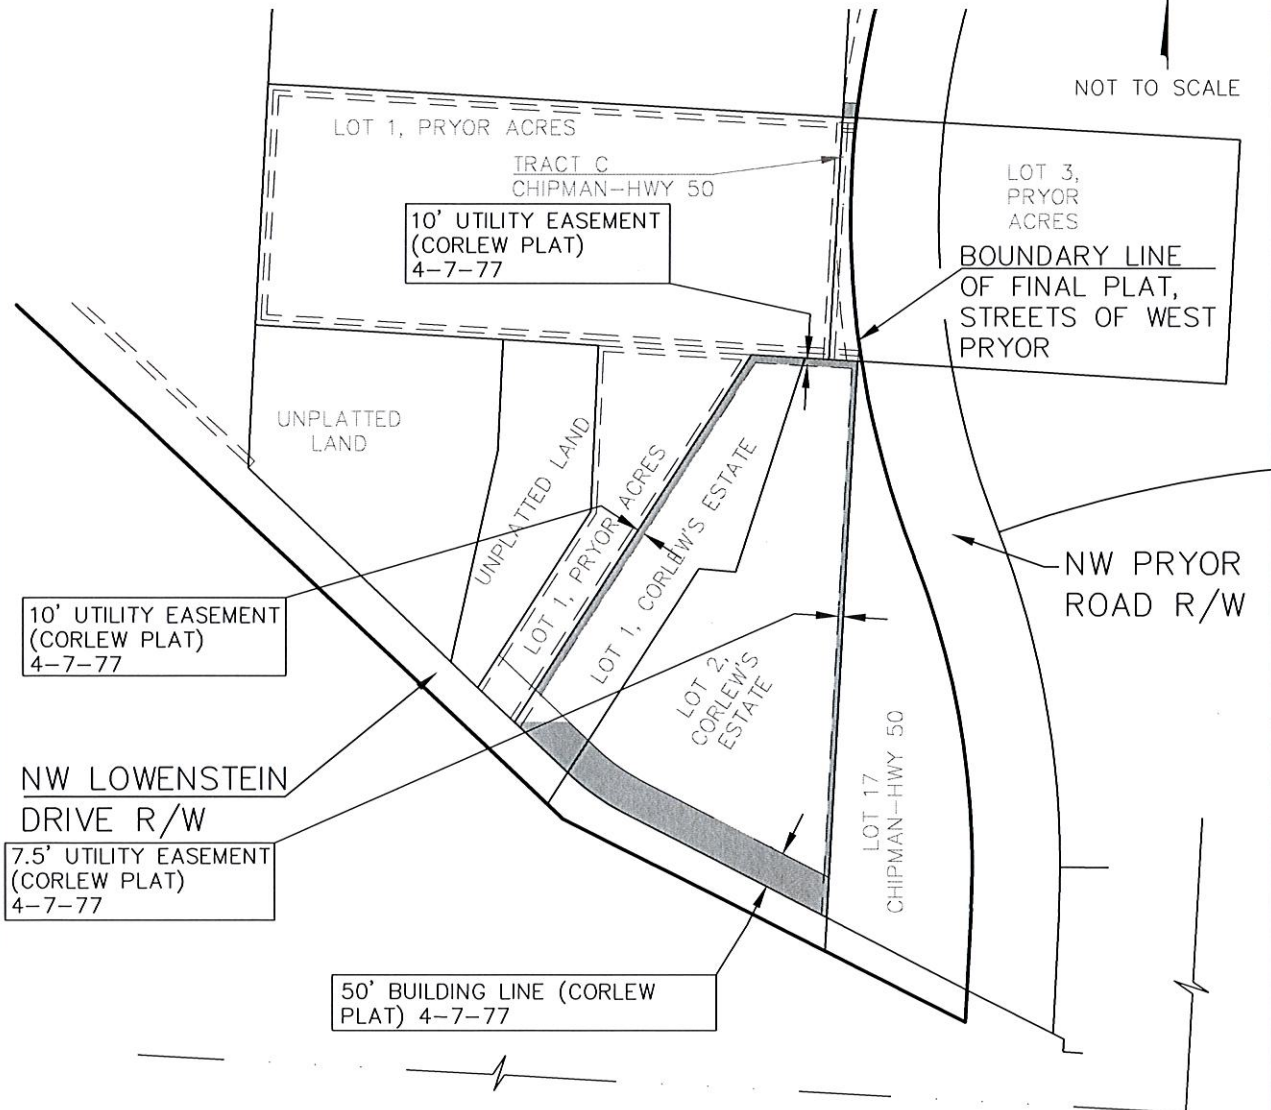 NOT TO SCALE
LOT 1, PRYOR ACRES
TRACT C
CHIPMAN-HWY 50
LOT 3,
PRYOR
ACRES
10' UTILITY EASEMENT
(CORLEW PLAT)
4-7-77
BOUNDARY LINE
OF FINAL PLAT,
STREETS OF WEST
PRYOR
UNPLATTED
LAND
UNPLATTED LAND
LOT 1, PRYOR ACRES
LOT 1, CORLEW'S ESTATE
NW PRYOR
ROAD R/W
10' UTILITY EASEMENT
(CORLEW PLAT)
4-7-77
LOT 2,
CORLEW'S
ESTATE
LOT 17
CHIPMAN-HWY 50
NW LOWENSTEIN
DRIVE R/W
7.5' UTILITY EASEMENT
(CORLEW PLAT)
4-7-77
50' BUILDING LINE (CORLEW
PLAT) 4-7-77